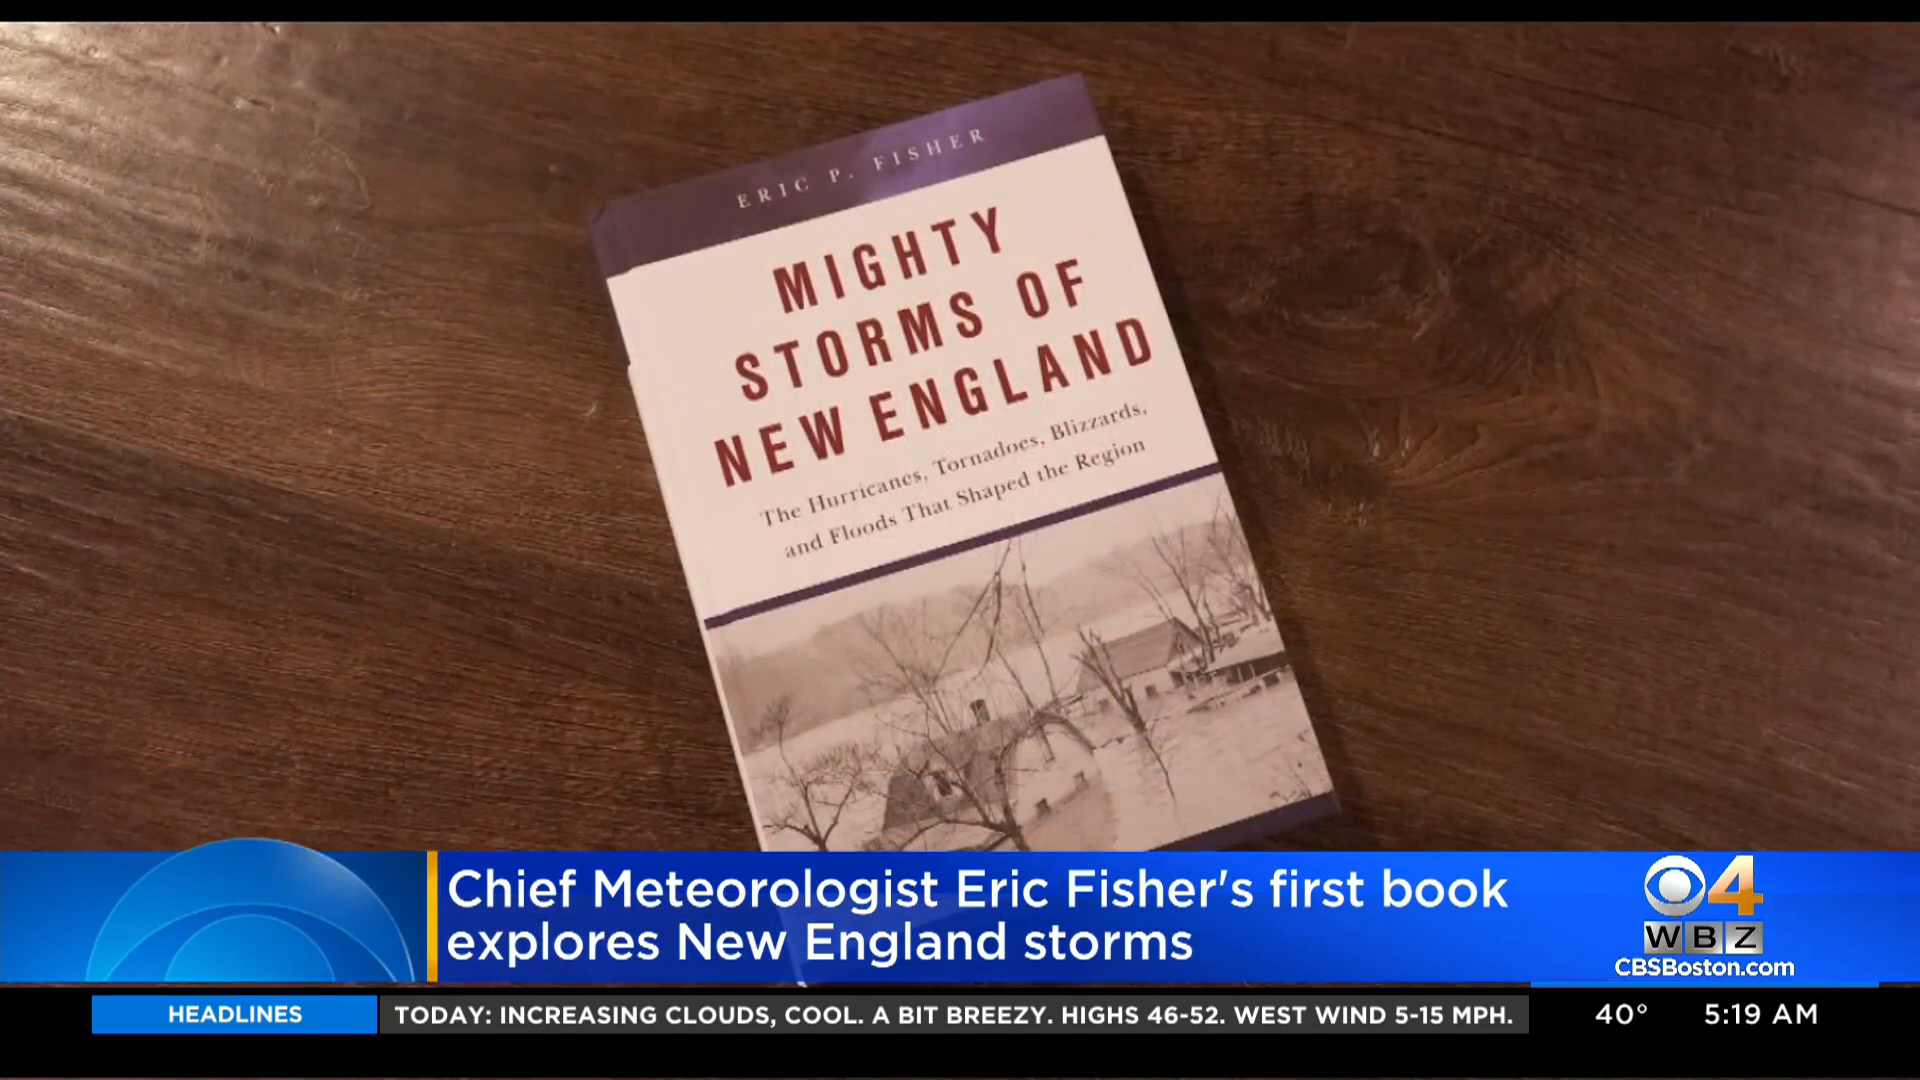 ERIC P. FISHER
MIGHTY
STORMS OF
NEW ENGLAND
The Hurricanes, Tornadoes, Blizzards,
and Floods That Shaped the Region
Chief Meteorologist Eric Fisher's first book
explores New England storms
4
WBZ
CBSBoston.com
HEADLINES
TODAY: INCREASING CLOUDS, COOL. A BIT BREEZY. HIGHS 46-52. WEST WIND 5-15 MPH.
40° 5:19 AM